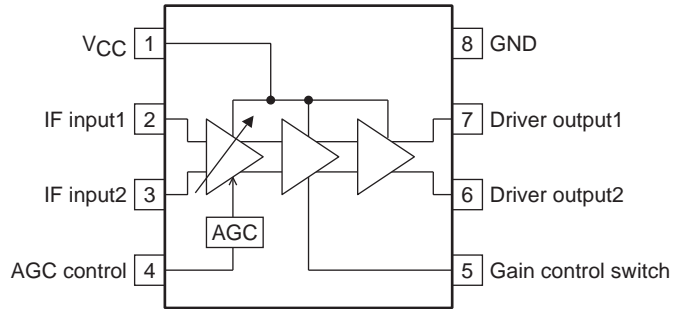 VCC 1 8 GND
IF input1 2 7 Driver output1
IF input2 3 6 Driver output2
AGC
AGC control 4 5 Gain control switch